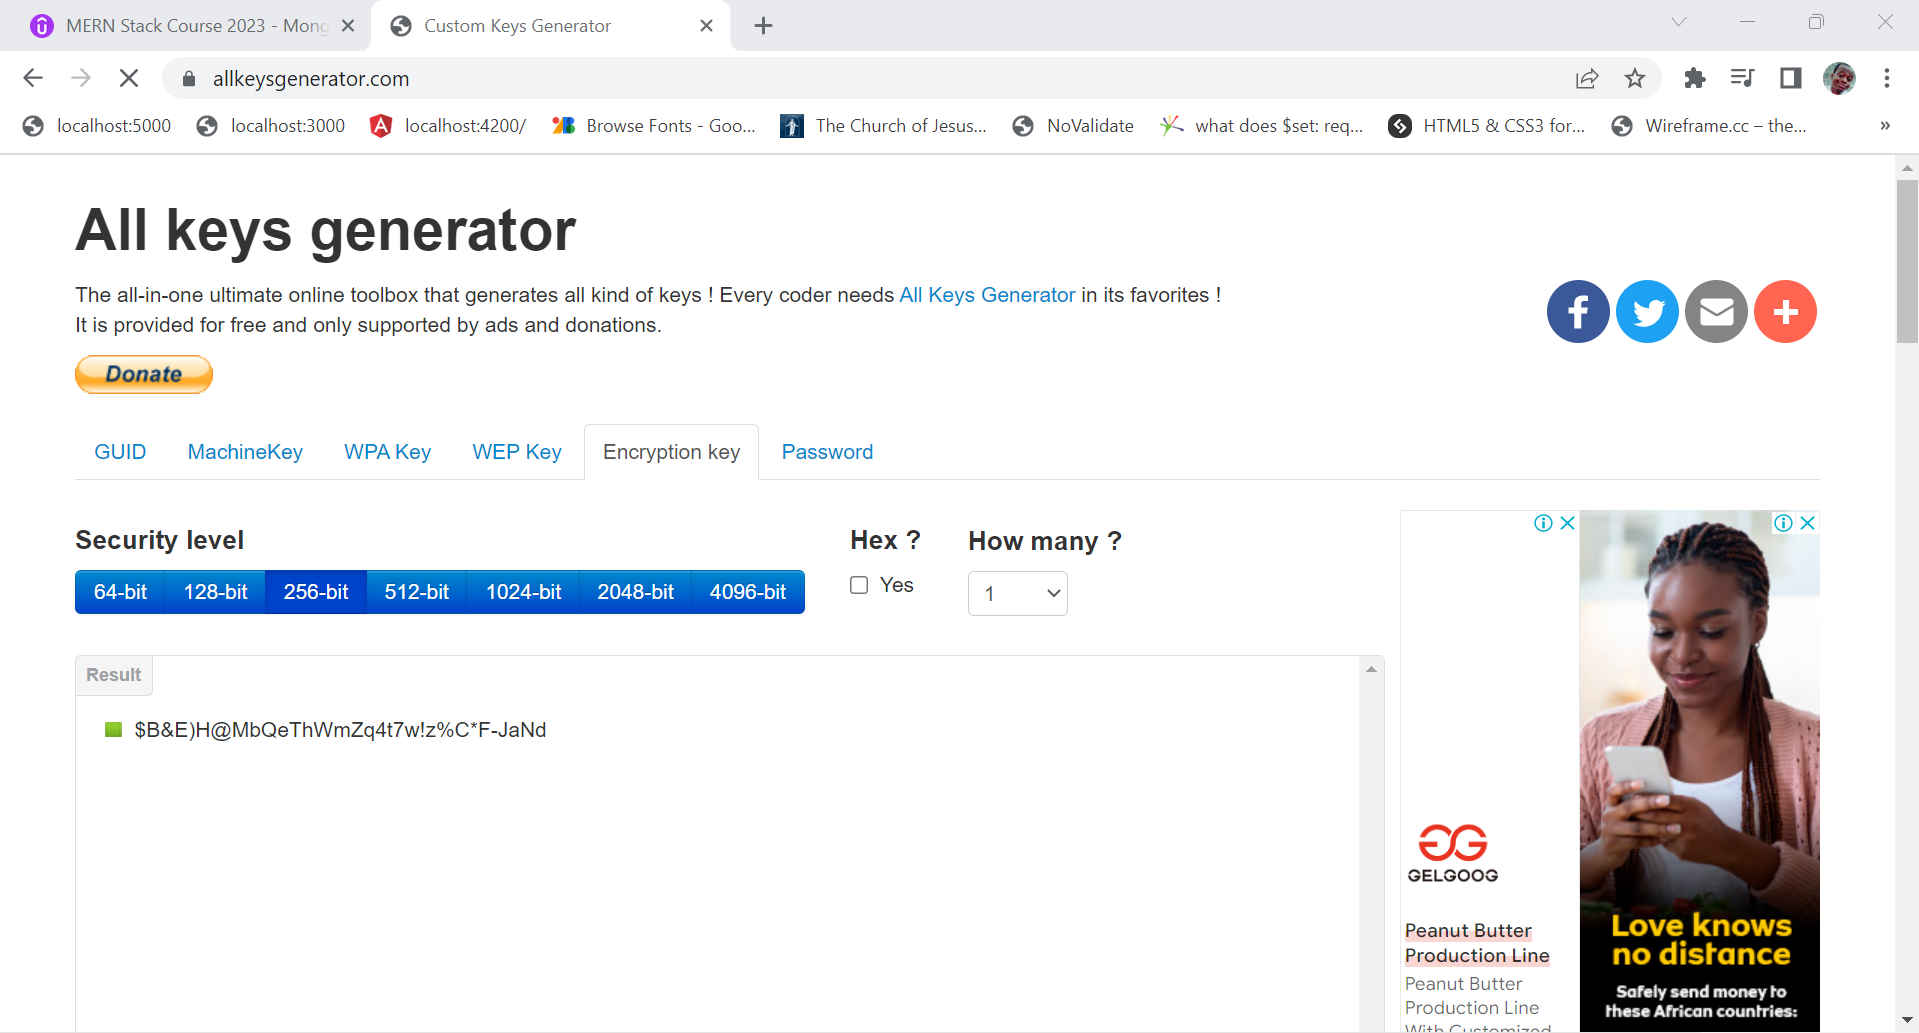 MERN Stack Course 2023 - Mong
Custom Keys Generator
allkeysgenerator.com
localhost:5000
localhost:3000
localhost:4200/
Browse Fonts - Goo...
The Church of Jesus...
NoValidate
what does $set: req...
HTML5 & CSS3 for...
Wireframe.cc – the...
»
All keys generator
The all-in-one ultimate online toolbox that generates all kind of keys ! Every coder needs All Keys Generator in its favorites !
It is provided for free and only supported by ads and donations.
Donate
GUID MachineKey WPA Key WEP Key Encryption key Password
Security level
64-bit 128-bit 256-bit 512-bit 1024-bit 2048-bit 4096-bit
Hex ?
Yes
How many ?
1
Result
$B&E)H@MbQeThWmZq4t7w!z%C*F-JaNd
GELGOOG
Peanut Butter
Production Line
Peanut Butter
Production Line
With Customized
Love knows
no distance
Safely send money to
these African countries: